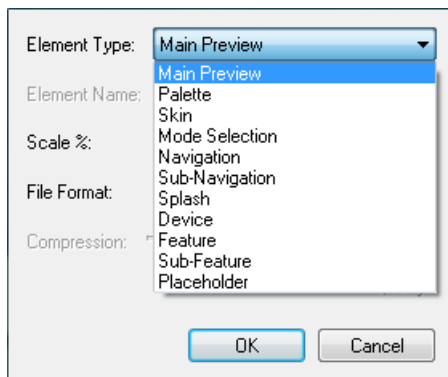 Element Type: Main Preview
Main Preview
Element Name:
Palette
Skin
Scale %:
Mode Selection
Navigation
Sub-Navigation
File Format:
Splash
Device
Compression:
Feature
Sub-Feature
Placeholder
OK Cancel